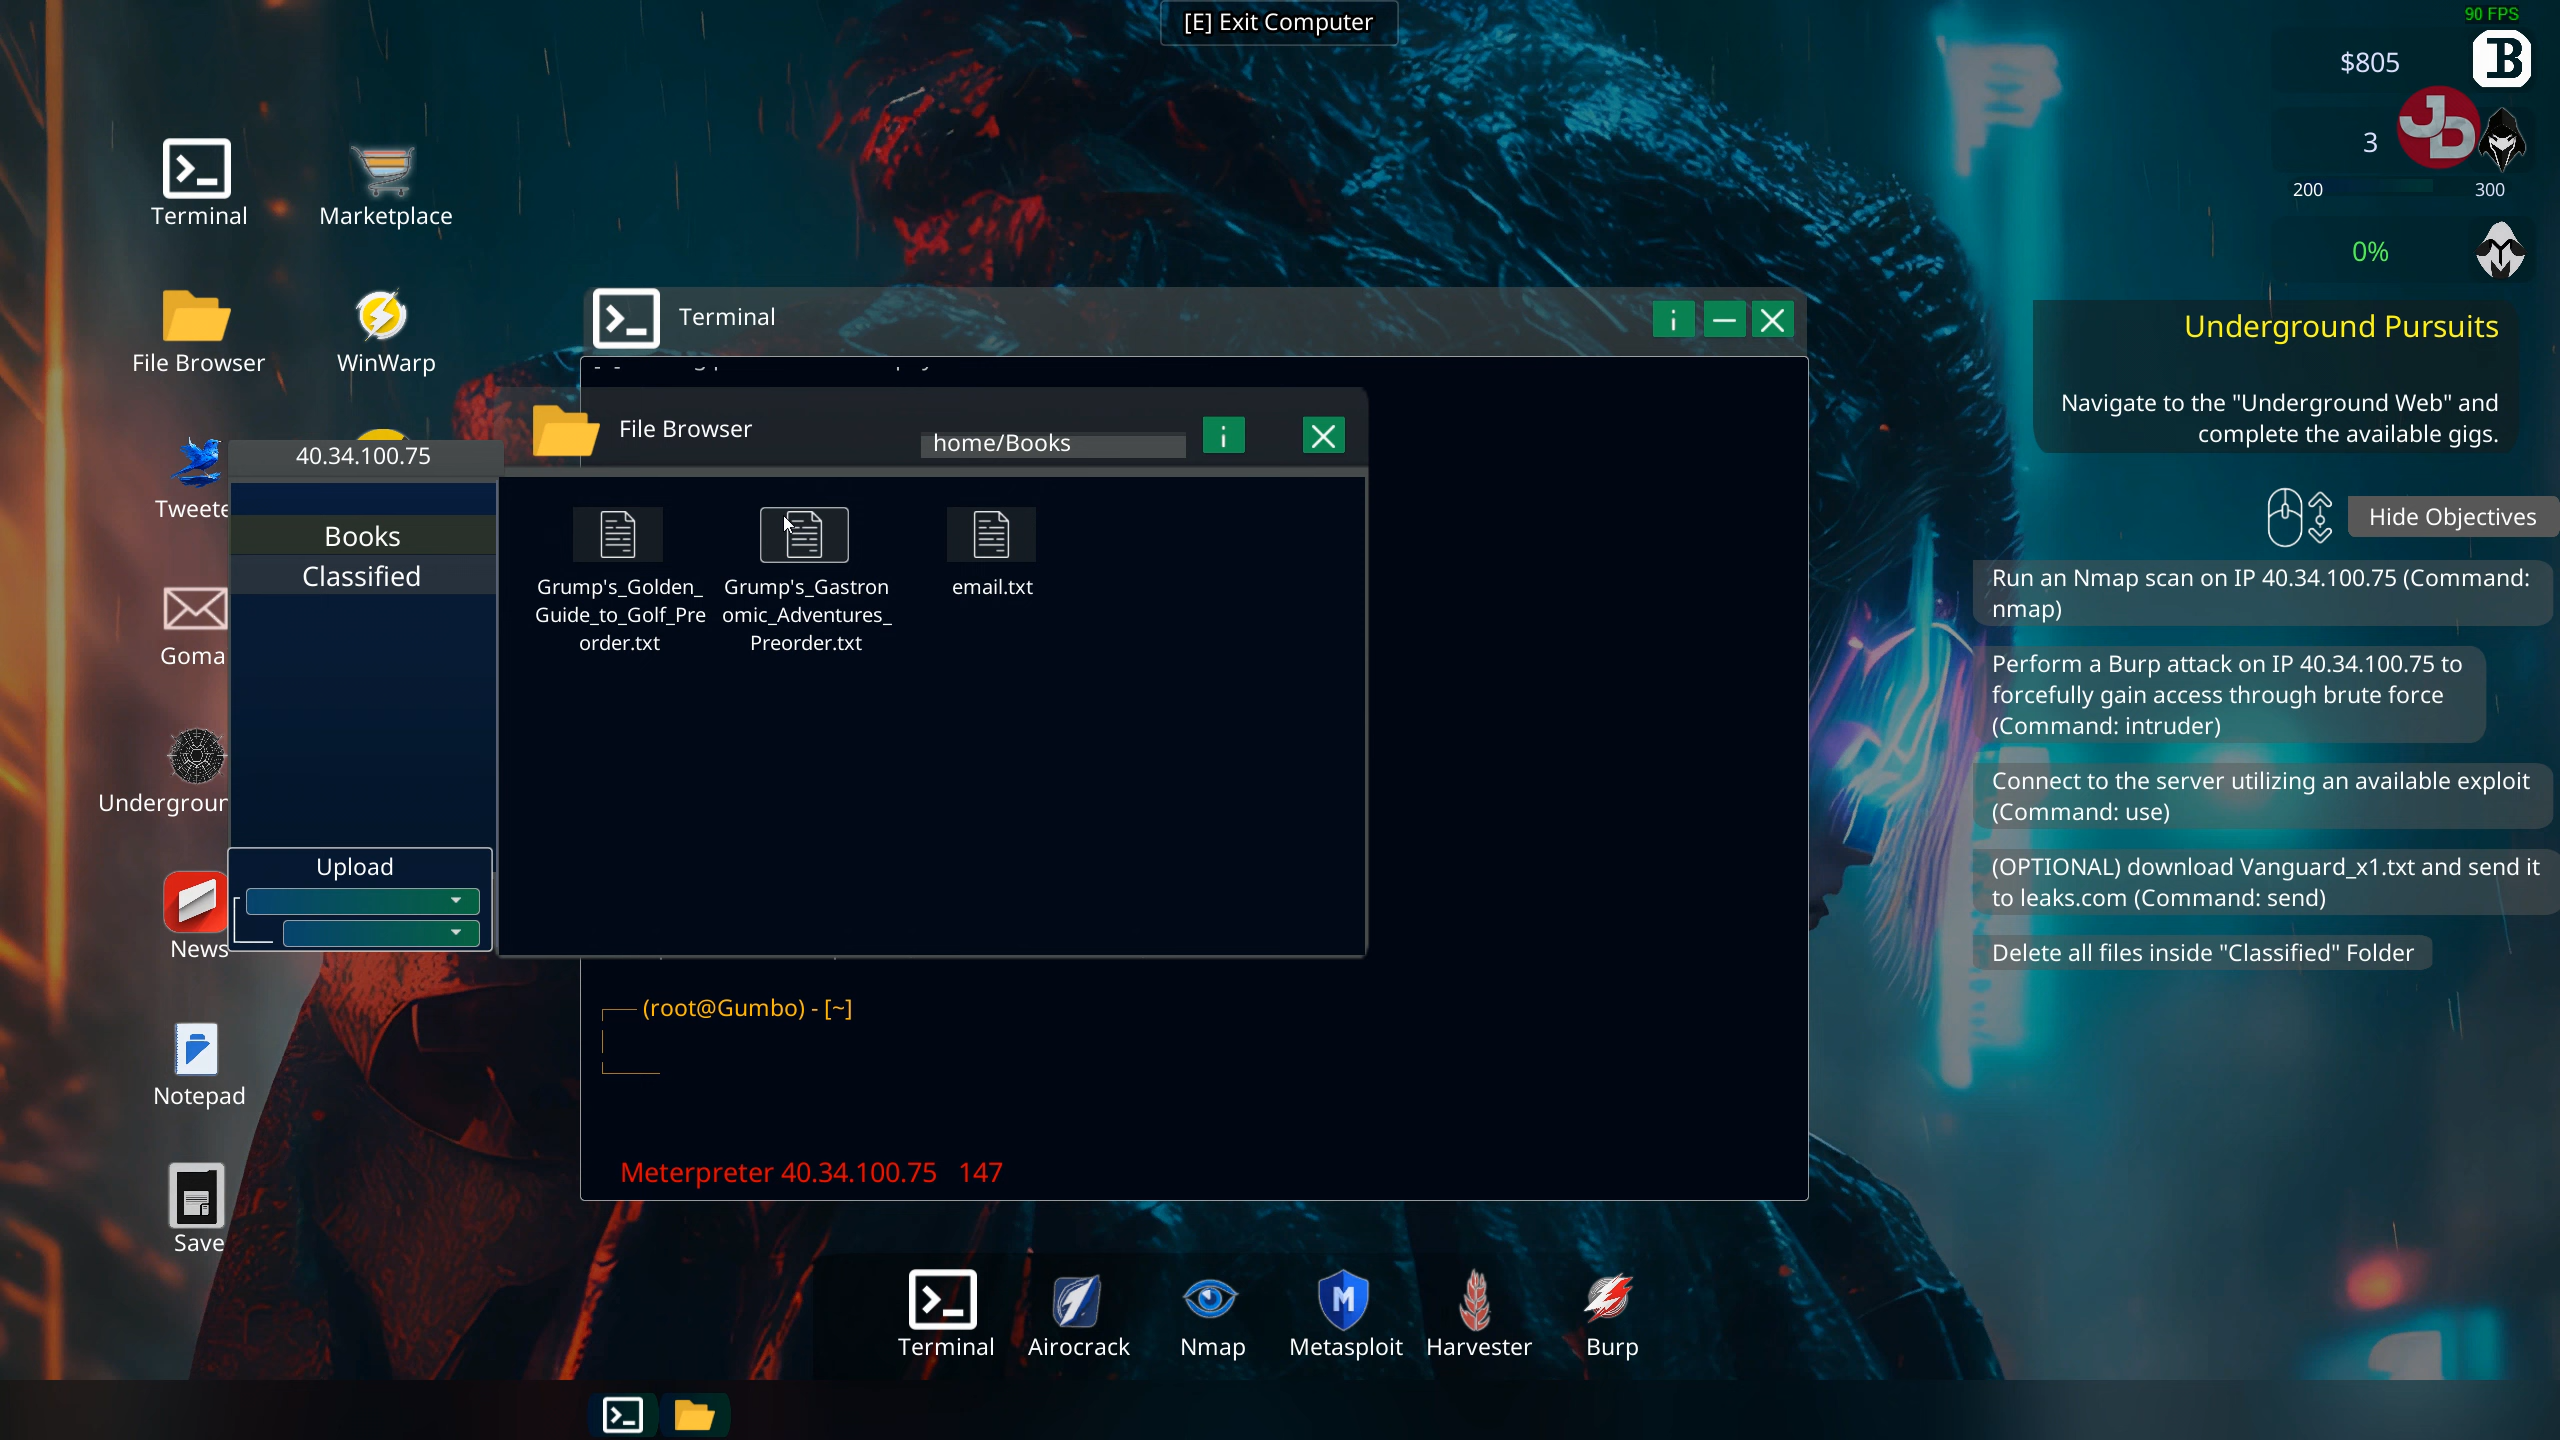 [E] Exit Computer
90 FPS
$805
B
JD
3
200
300
0%
Terminal
Marketplace
File Browser
WinWarp
Tweete
Goma
Undergroun
News
Notepad
Save
Terminal
i
File Browser
home/Books
i
40.34.100.75
Books
Classified
Upload
Grump's_Golden_
Guide_to_Golf_Pre
order.txt
Grump's_Gastron
omic_Adventures_
Preorder.txt
email.txt
(root@Gumbo) - [~]
Meterpreter 40.34.100.75 147
Underground Pursuits
Navigate to the "Underground Web" and
complete the available gigs.
Hide Objectives
Run an Nmap scan on IP 40.34.100.75 (Command:
nmap)
Perform a Burp attack on IP 40.34.100.75 to
forcefully gain access through brute force
(Command: intruder)
Connect to the server utilizing an available exploit
(Command: use)
(OPTIONAL) download Vanguard_x1.txt and send it
to leaks.com (Command: send)
Delete all files inside "Classified" Folder
Terminal
Airocrack
Nmap
M
Metasploit
Harvester
Burp